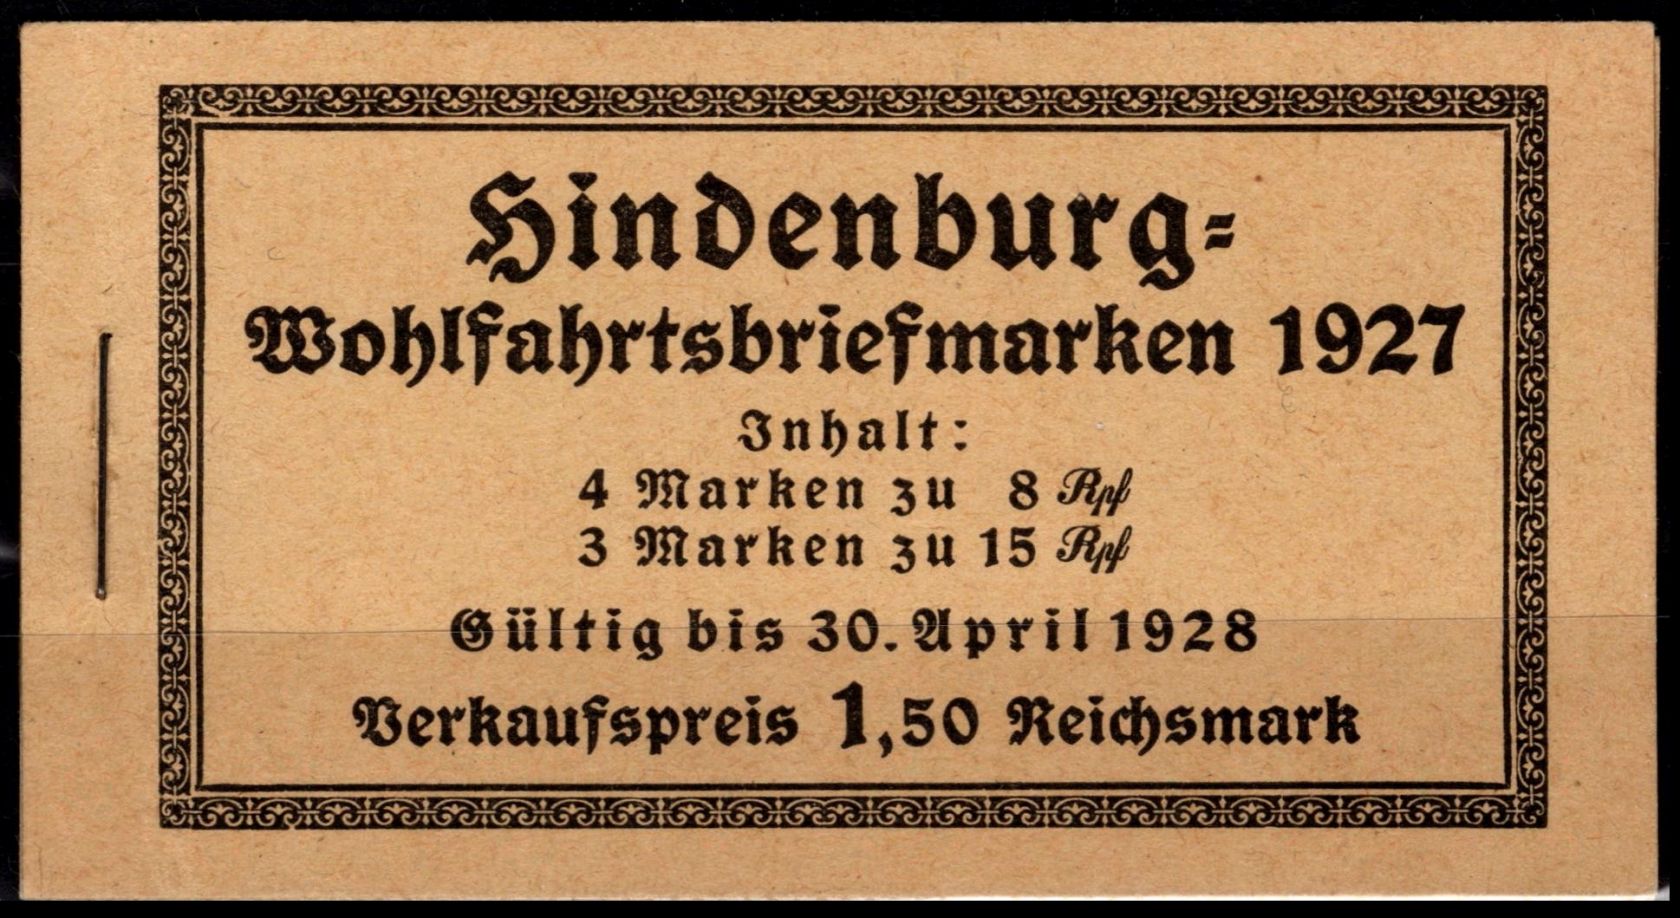 Hindenburg-
Wohlfahrtsbriefmarken 1927
Inhalt:
4 Marken zu 8 Rpf
3 Marken zu 15 Rpf
Gültig bis 30. April 1928
Verkaufspreis 1,50 Reichsmark